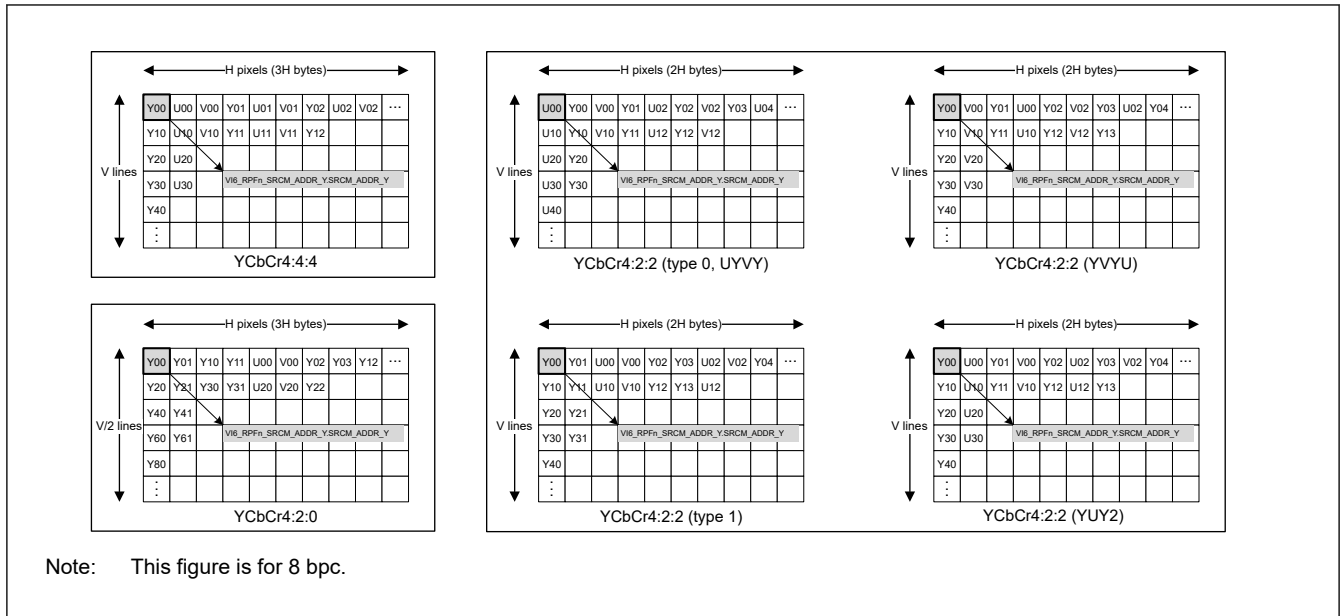 H pixels (3H bytes)
V lines
Y00 U00 V00 Y01 U01 V01 Y02 U02 V02 ...
Y10 U10 V10 Y11 U11 V11 Y12
Y20 U20
Y30 U30 VI6_RPFn_SRCM_ADDR_Y.SRCM_ADDR_Y
Y40
⋮
YCbCr4:4:4
H pixels (2H bytes)
V lines
U00 Y00 V00 Y01 U02 Y02 V02 Y03 U04 ...
U10 Y10 V10 Y11 U12 Y12 V12
U20 Y20
U30 Y30 VI6_RPFn_SRCM_ADDR_Y.SRCM_ADDR_Y
U40
⋮
YCbCr4:2:2 (type 0, UYVY)
H pixels (2H bytes)
V lines
Y00 V00 Y01 U00 Y02 V02 Y03 U02 Y04 ...
Y10 V10 Y11 U10 Y12 V12 Y13
Y20 V20
Y30 V30 VI6_RPFn_SRCM_ADDR_Y.SRCM_ADDR_Y
Y40
⋮
YCbCr4:2:2 (YVYU)
H pixels (3H bytes)
V/2 lines
Y00 Y01 Y10 Y11 U00 V00 Y02 Y03 Y12 ...
Y20 Y21 Y30 Y31 U20 V20 Y22
Y40 Y41
Y60 Y61 VI6_RPFn_SRCM_ADDR_Y.SRCM_ADDR_Y
Y80
⋮
YCbCr4:2:0
H pixels (2H bytes)
V lines
Y00 Y01 U00 V00 Y02 Y03 U02 V02 Y04 ...
Y10 Y11 U10 V10 Y12 Y13 U12
Y20 Y21
Y30 Y31 VI6_RPFn_SRCM_ADDR_Y.SRCM_ADDR_Y
Y40
⋮
YCbCr4:2:2 (type 1)
H pixels (2H bytes)
V lines
Y00 U00 Y01 V00 Y02 U02 Y03 V02 Y04 ...
Y10 U10 Y11 V10 Y12 U12 Y13
Y20 U20
Y30 U30 VI6_RPFn_SRCM_ADDR_Y.SRCM_ADDR_Y
Y40
⋮
YCbCr4:2:2 (YUY2)
Note: This figure is for 8 bpc.